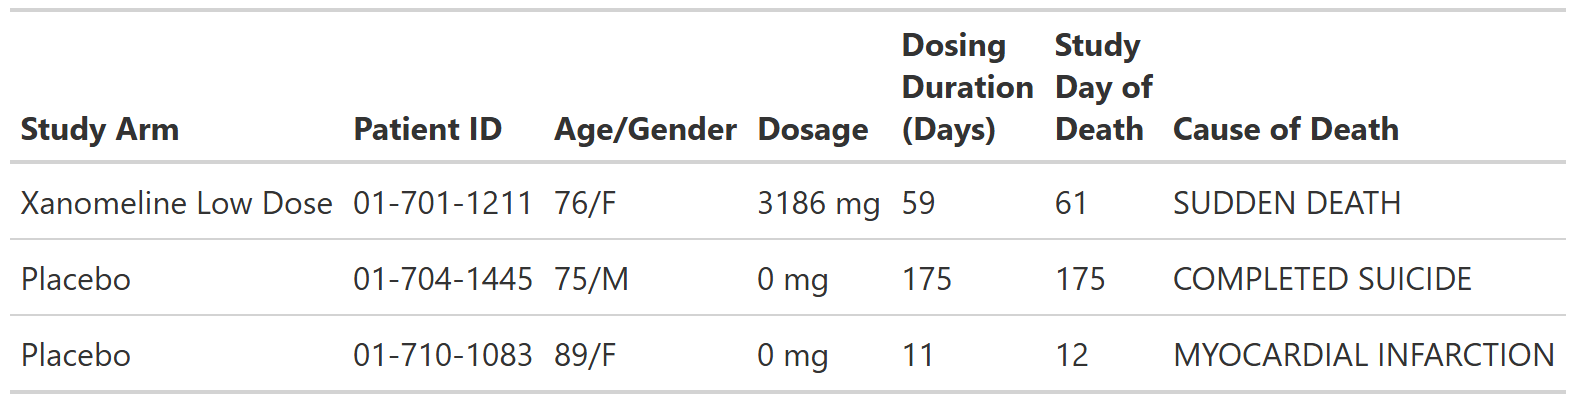 Study Arm Patient ID Age/Gender Dosage Dosing Duration (Days) Study Day of Death Cause of Death
Xanomeline Low Dose 01-701-1211 76/F 3186 mg 59 61 SUDDEN DEATH
Placebo 01-704-1445 75/M 0 mg 175 175 COMPLETED SUICIDE
Placebo 01-710-1083 89/F 0 mg 11 12 MYOCARDIAL INFARCTION